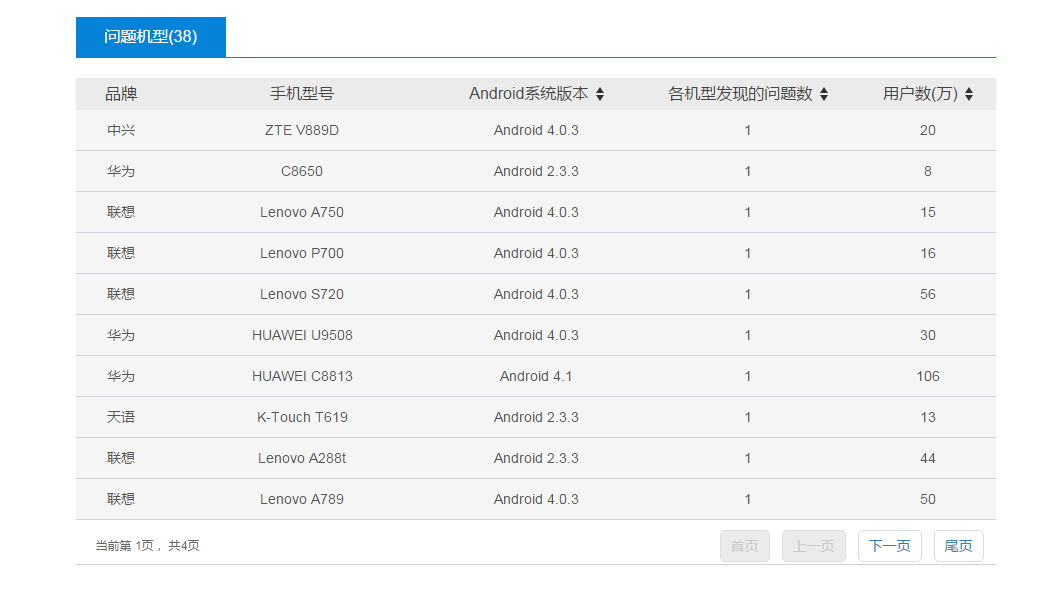 问题机型(38)
品牌 手机型号 Android系统版本 各机型发现的问题数 用户数(万)
中兴 ZTE V889D Android 4.0.3 1 20
华为 C8650 Android 2.3.3 1 8
联想 Lenovo A750 Android 4.0.3 1 15
联想 Lenovo P700 Android 4.0.3 1 16
联想 Lenovo S720 Android 4.0.3 1 56
华为 HUAWEI U9508 Android 4.0.3 1 30
华为 HUAWEI C8813 Android 4.1 1 106
天语 K-Touch T619 Android 2.3.3 1 13
联想 Lenovo A288t Android 2.3.3 1 44
联想 Lenovo A789 Android 4.0.3 1 50
当前第 1页，共4页 首页 上一页 下一页 尾页